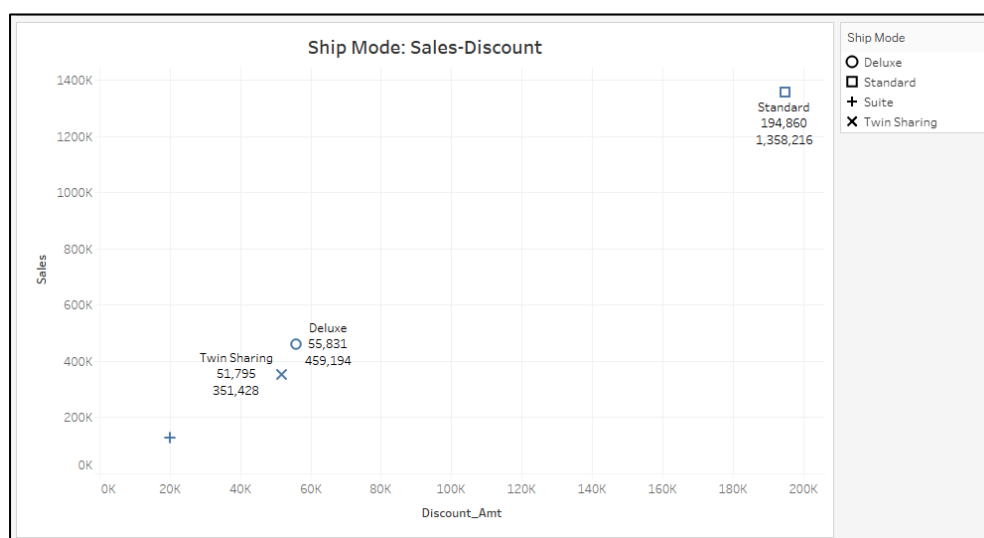 Ship Mode: Sales-Discount
Ship Mode
Deluxe
Standard
Suite
Twin Sharing
1400K
1200K
1000K
800K
600K
400K
200K
0K
Sales
Standard
194,860
1,358,216
Deluxe
55,831
459,194
Twin Sharing
51,795
351,428
0K 20K 40K 60K 80K 100K 120K 140K 160K 180K 200K
Discount_Amt